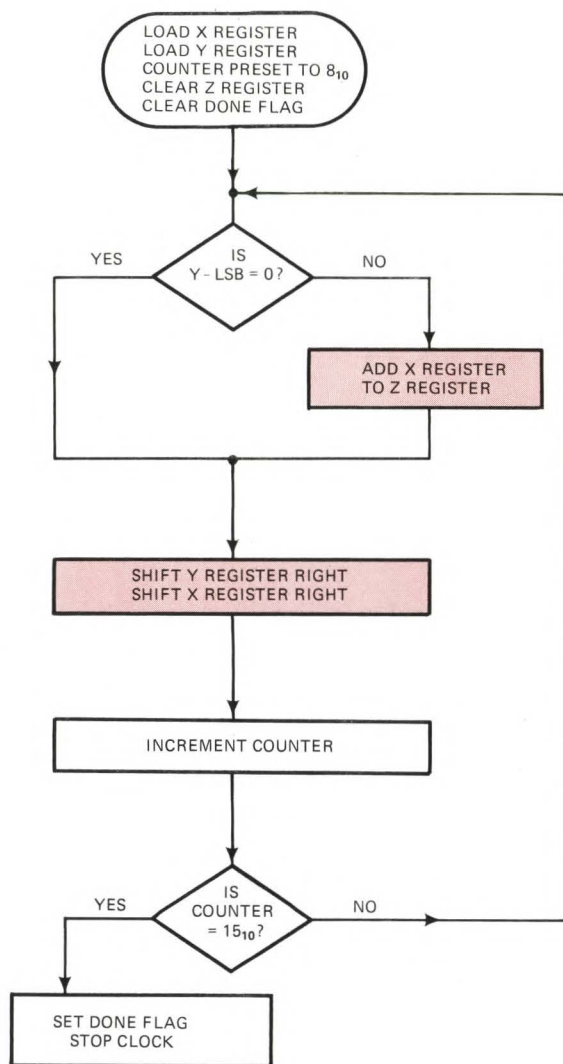 LOAD X REGISTER
LOAD Y REGISTER
COUNTER PRESET TO 8₁₀
CLEAR Z REGISTER
CLEAR DONE FLAG
IS
Y - LSB = 0?
YES
NO
ADD X REGISTER
TO Z REGISTER
SHIFT Y REGISTER RIGHT
SHIFT X REGISTER RIGHT
INCREMENT COUNTER
IS
COUNTER
= 15₁₀?
YES
NO
SET DONE FLAG
STOP CLOCK